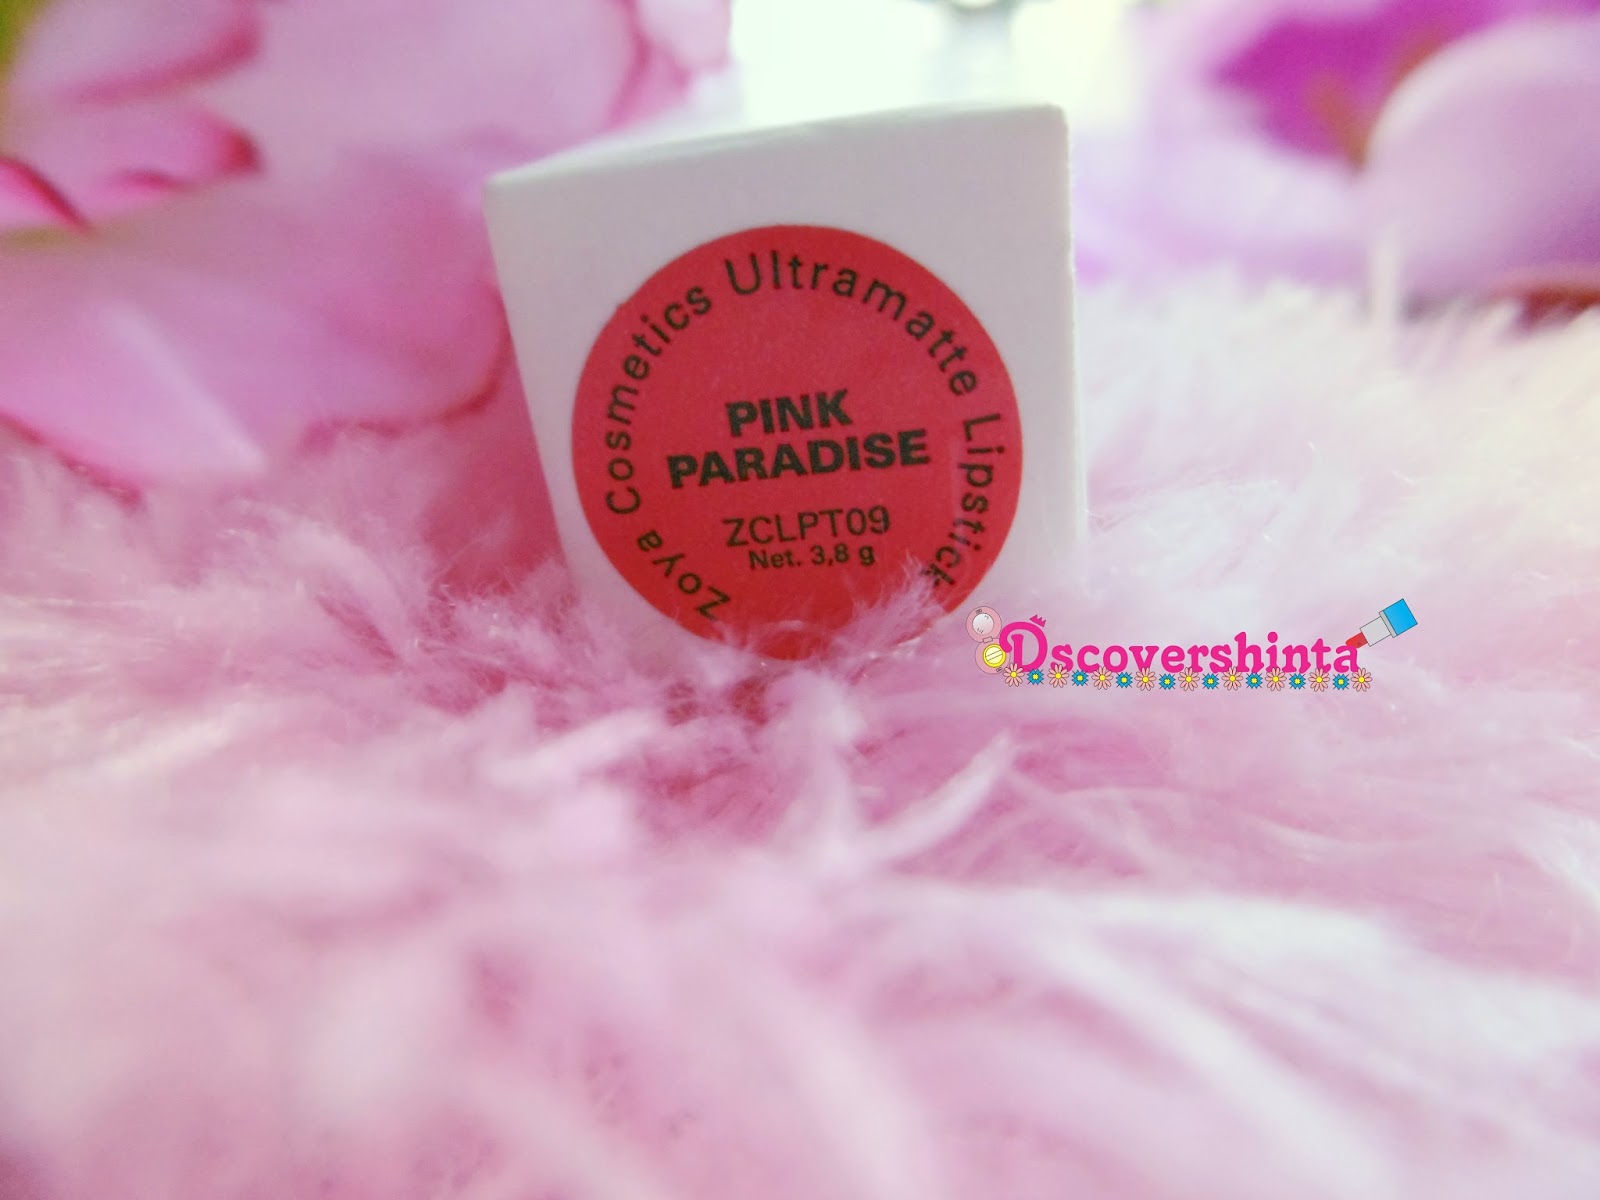 Zoya Cosmetics Ultramatte Lipstick
PINK
PARADISE
ZCLPT09
Net. 3,8 g
Dscovershinta